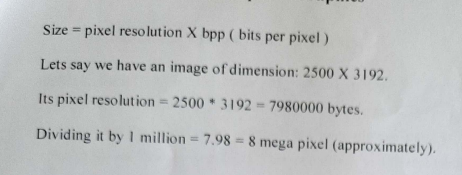 Size = pixel resolution X bpp ( bits per pixel )
Lets say we have an image of dimension: 2500 X 3192.
Its pixel resolution = 2500 * 3192 = 7980000 bytes.
Dividing it by 1 million = 7.98 = 8 mega pixel (approximately).